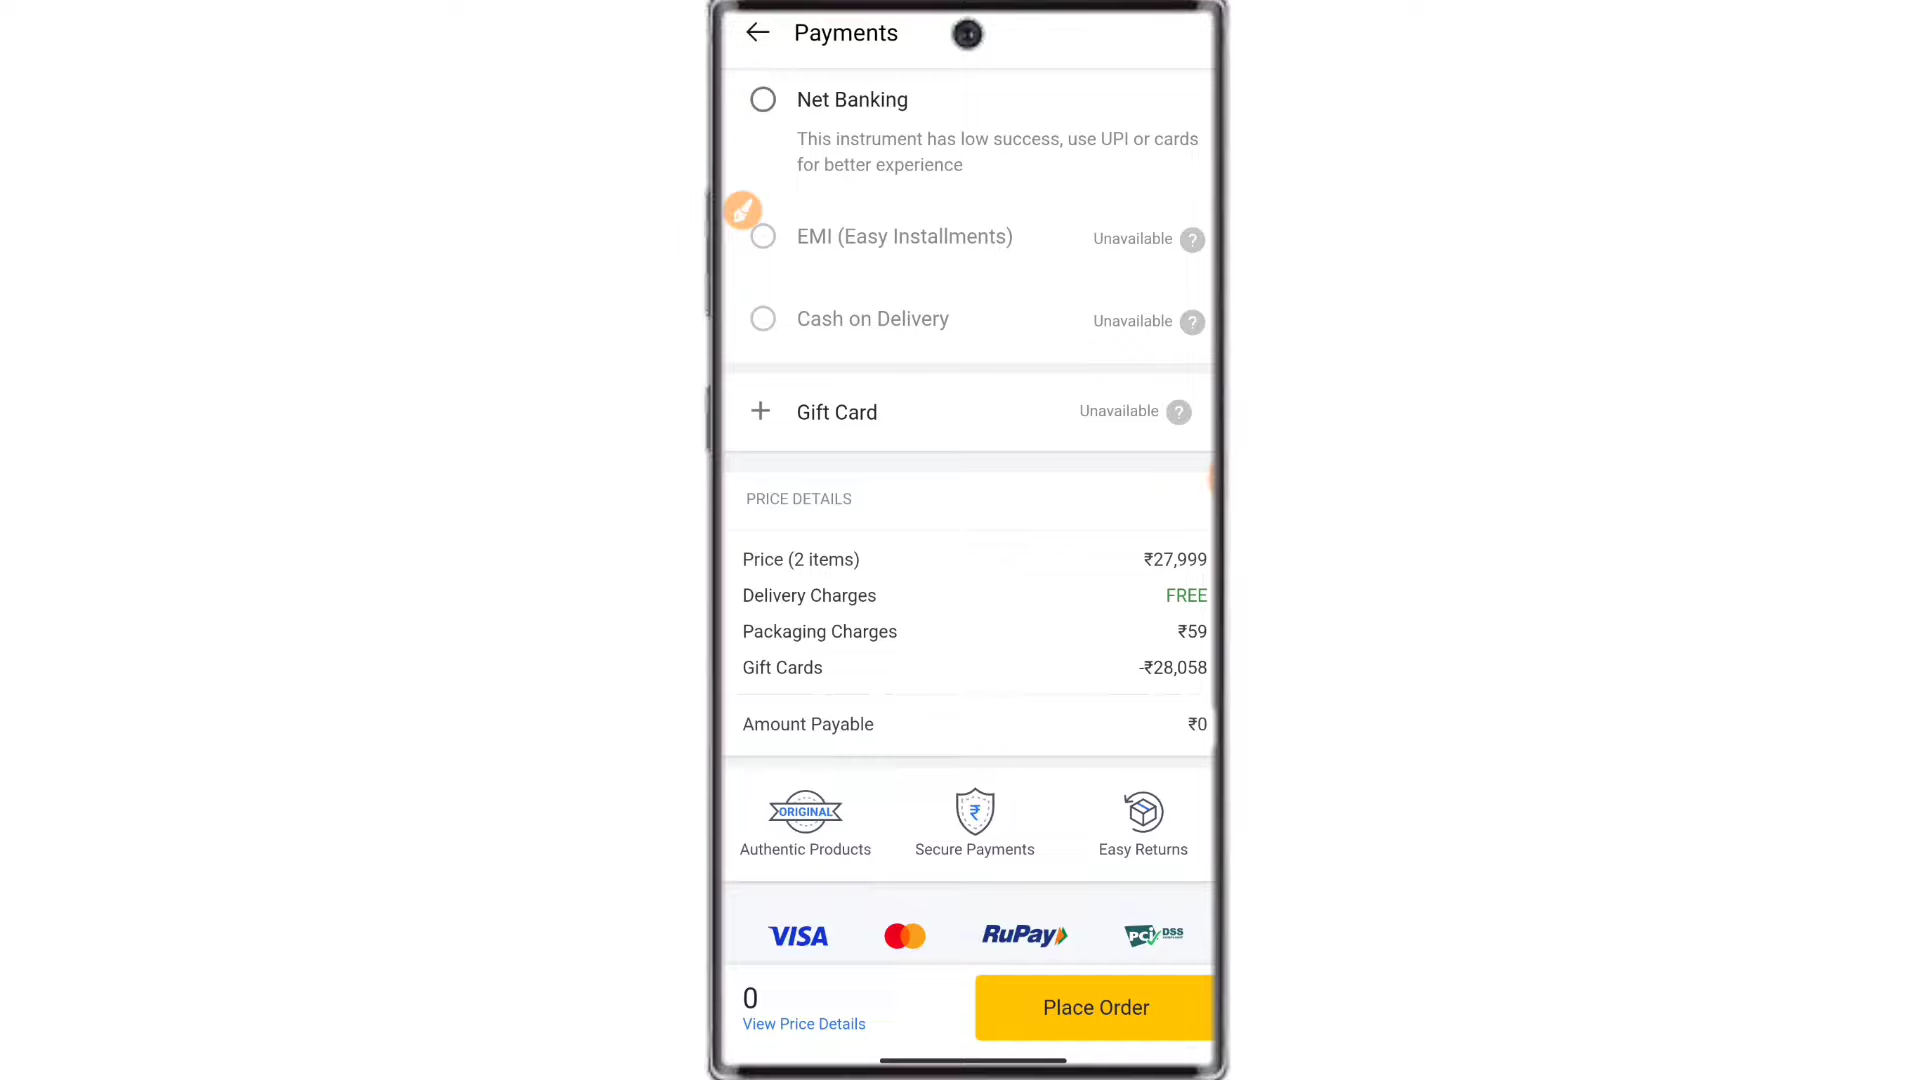 Payments
Net Banking
This instrument has low success, use UPI or cards
for better experience
EMI (Easy Installments) Unavailable ?
Cash on Delivery Unavailable ?
+ Gift Card Unavailable ?
PRICE DETAILS
Price (2 items) ₹27,999
Delivery Charges FREE
Packaging Charges ₹59
Gift Cards -₹28,058
Amount Payable ₹0
ORIGINAL ₹
Authentic Products Secure Payments Easy Returns
VISA RuPay PCI DSS
0
View Price Details
Place Order